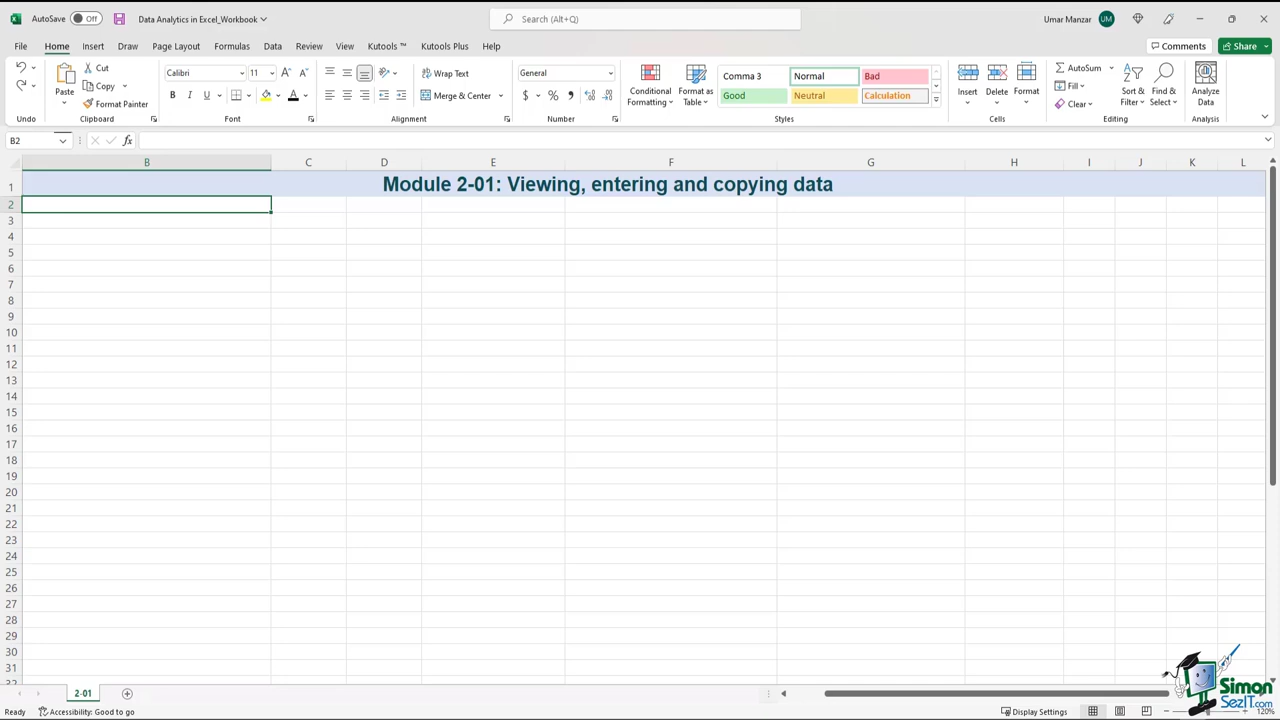 AutoSave Off Data Analytics in Excel_Workbook Search (Alt+Q) Umar Manzar UM
File Home Insert Draw Page Layout Formulas Data Review View Kutools ™ Kutools Plus Help Comments Share
Cut
Copy
Format Painter
Paste
Calibri 11
B I U A
Wrap Text
Merge & Center
General
$ % ,
Conditional Formatting
Format as Table
Comma 3 Normal Bad
Good Neutral Calculation
Insert Delete Format
AutoSum
Fill
Clear
Sort & Filter
Find & Select
Analyze Data
Undo Clipboard Font Alignment Number Styles Cells Editing Analysis
B2 fx
B C D E F G H I J K L
1 Module 2-01: Viewing, entering and copying data
2
3
4
5
6
7
8
9
10
11
12
13
14
15
16
17
18
19
20
21
22
23
24
25
26
27
28
29
30
31
32
2-01
Simon
SezIT.com
Ready Accessibility: Good to go Display Settings 120%